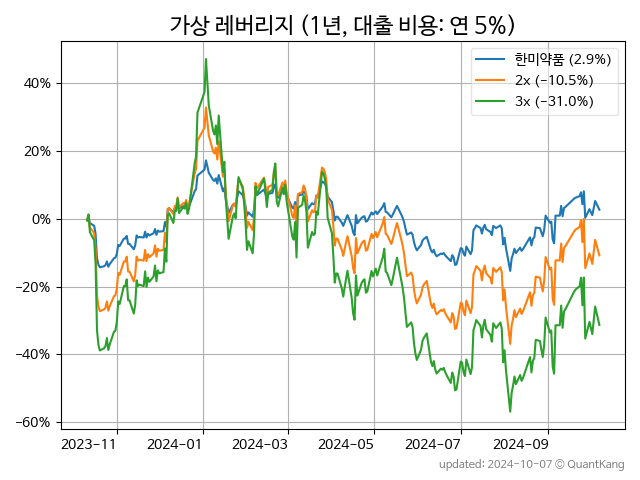 가상 레버리지 (1년, 대출 비용: 연 5%)
한미약품 (2.9%)
2x (−10.5%)
3x (−31.0%)
40%
20%
0%
−20%
−40%
−60%
2023-11
2024-01
2024-03
2024-05
2024-07
2024-09
updated: 2024-10-07 © QuantKang